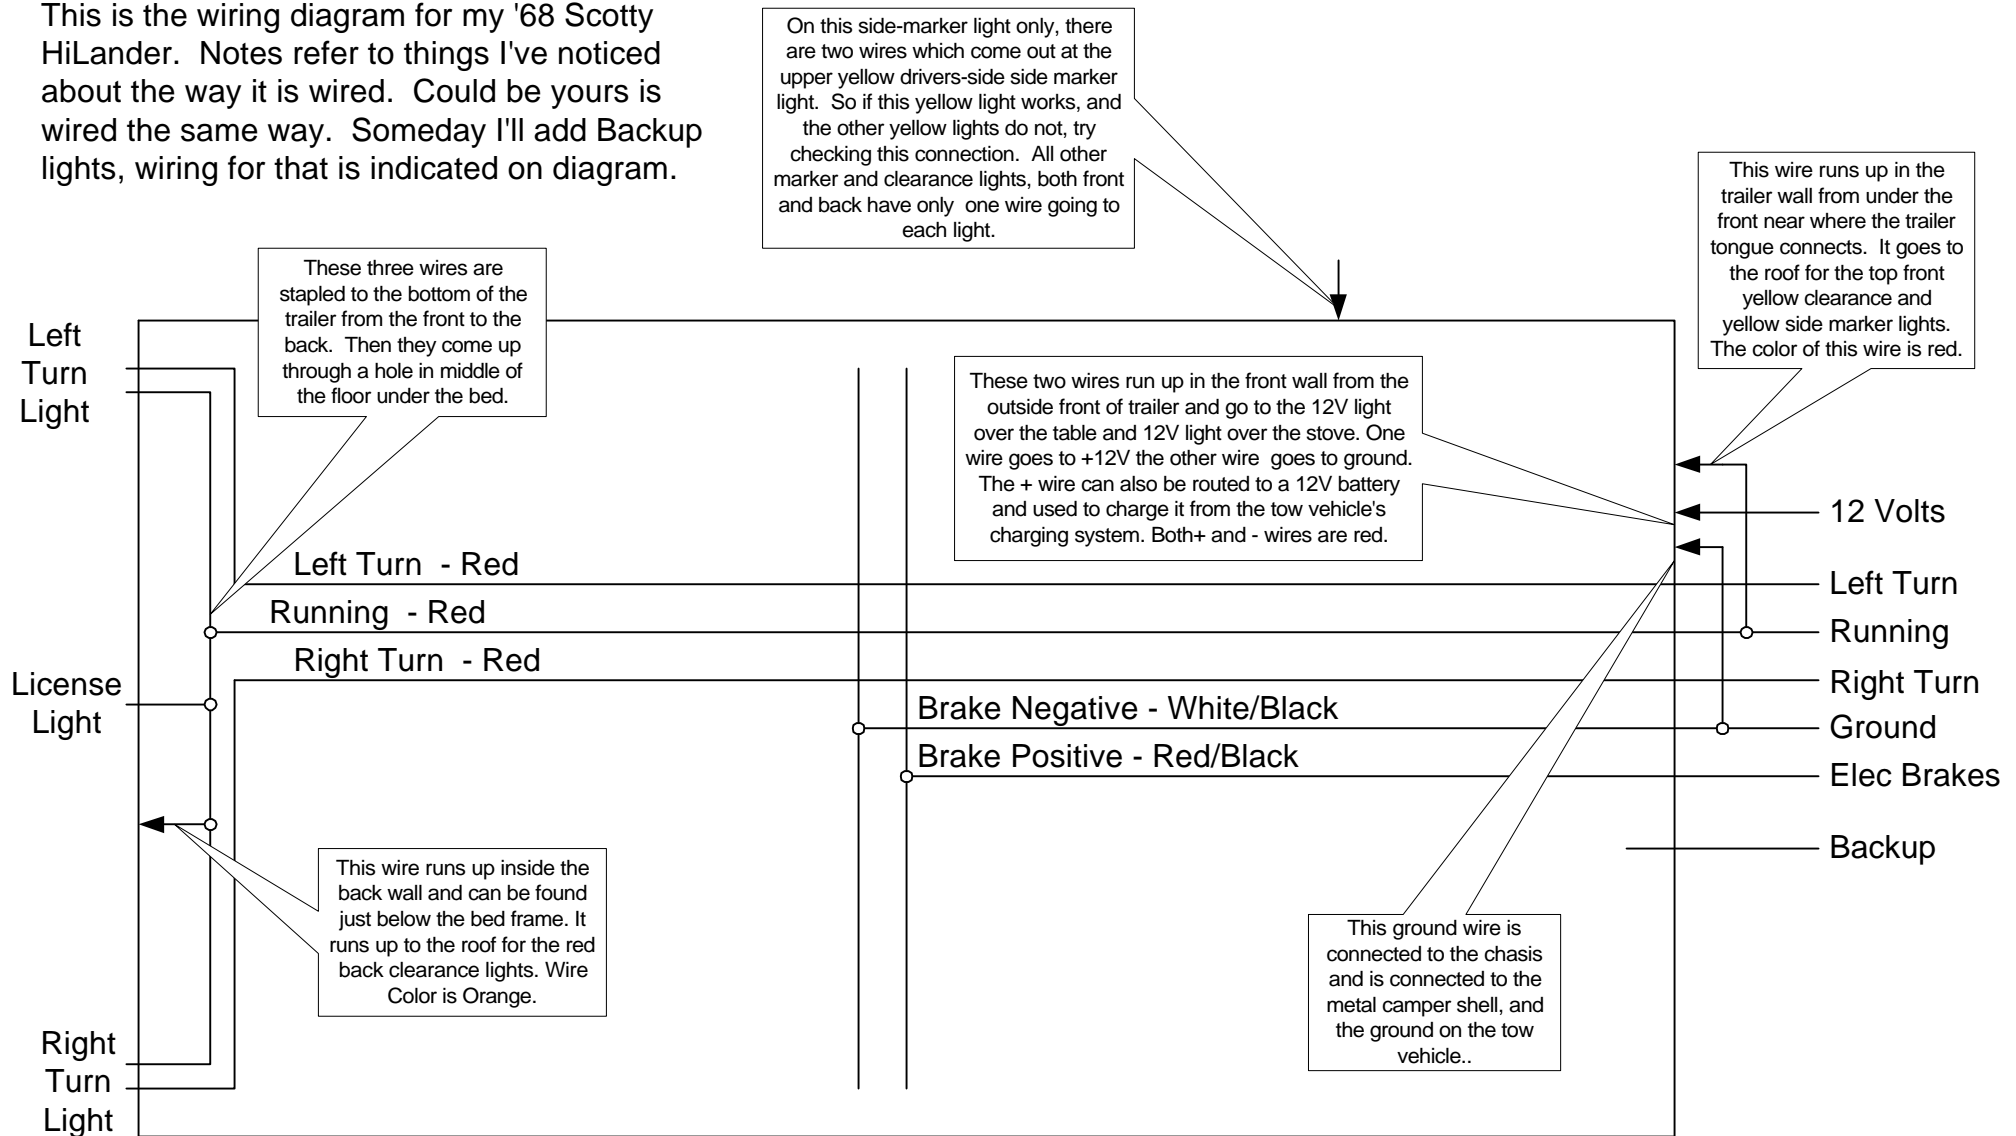 This is the wiring diagram for my '68 Scotty
HiLander. Notes refer to things I've noticed
about the way it is wired. Could be yours is
wired the same way. Someday I'll add Backup
lights, wiring for that is indicated on diagram.
On this side-marker light only, there
are two wires which come out at the
upper yellow drivers-side side marker
light. So if this yellow light works, and
the other yellow lights do not, try
checking this connection. All other
marker and clearance lights, both front
and back have only one wire going to
each light.
This wire runs up in the
trailer wall from under the
front near where the trailer
tongue connects. It goes to
the roof for the top front
yellow clearance and
yellow side marker lights.
The color of this wire is red.
These three wires are
stapled to the bottom of the
trailer from the front to the
back. Then they come up
through a hole in middle of
the floor under the bed.
These two wires run up in the front wall from the
outside front of trailer and go to the 12V light
over the table and 12V light over the stove. One
wire goes to +12V the other wire goes to ground.
The + wire can also be routed to a 12V battery
and used to charge it from the tow vehicle's
charging system. Both+ and - wires are red.
Left
Turn
Light
12 Volts
Left Turn - Red
Left Turn
Running - Red
Running
Right Turn - Red
Right Turn
License
Light
Brake Negative - White/Black
Ground
Brake Positive - Red/Black
Elec Brakes
Backup
This wire runs up inside the
back wall and can be found
just below the bed frame. It
runs up to the roof for the red
back clearance lights. Wire
Color is Orange.
This ground wire is
connected to the chasis
and is connected to the
metal camper shell, and
the ground on the tow
vehicle..
Right
Turn
Light